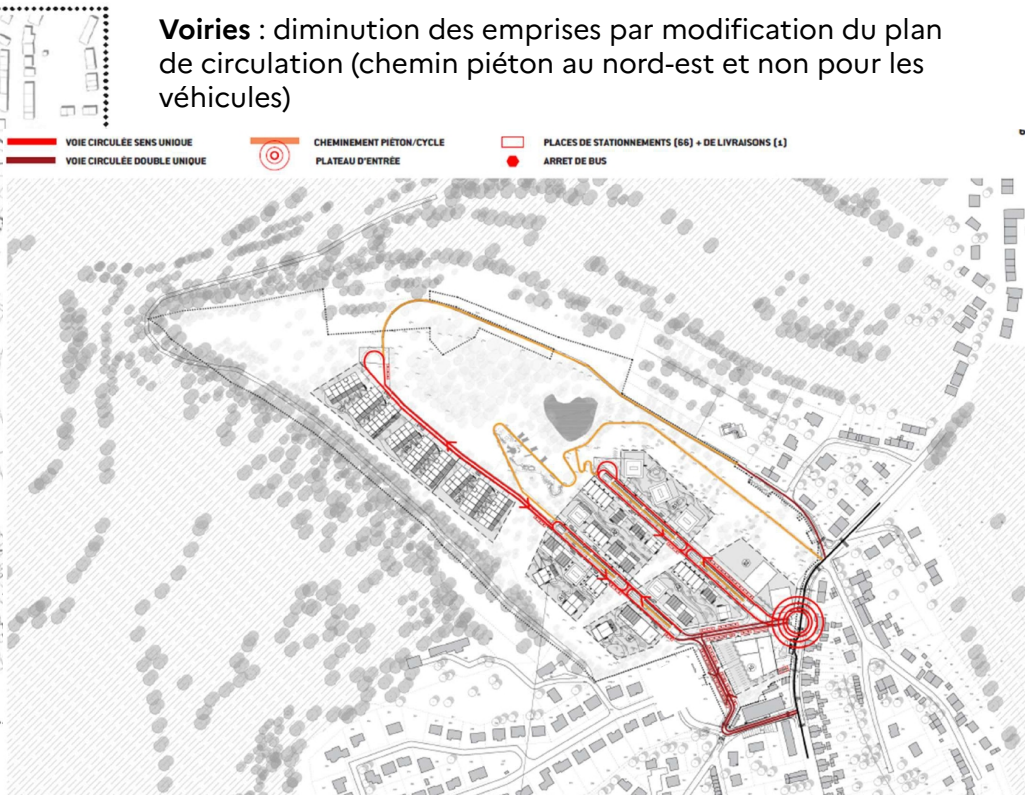 Voiries : diminution des emprises par modification du plan
de circulation (chemin piéton au nord-est et non pour les
véhicules)
VOIE CIRCULÉE SENS UNIQUE
CHEMINEMENT PIÉTON/CYCLE
PLACES DE STATIONNEMENTS (66) + DE LIVRAISONS (1)
VOIE CIRCULÉE DOUBLE UNIQUE
PLATEAU D'ENTRÉE
ARRET DE BUS